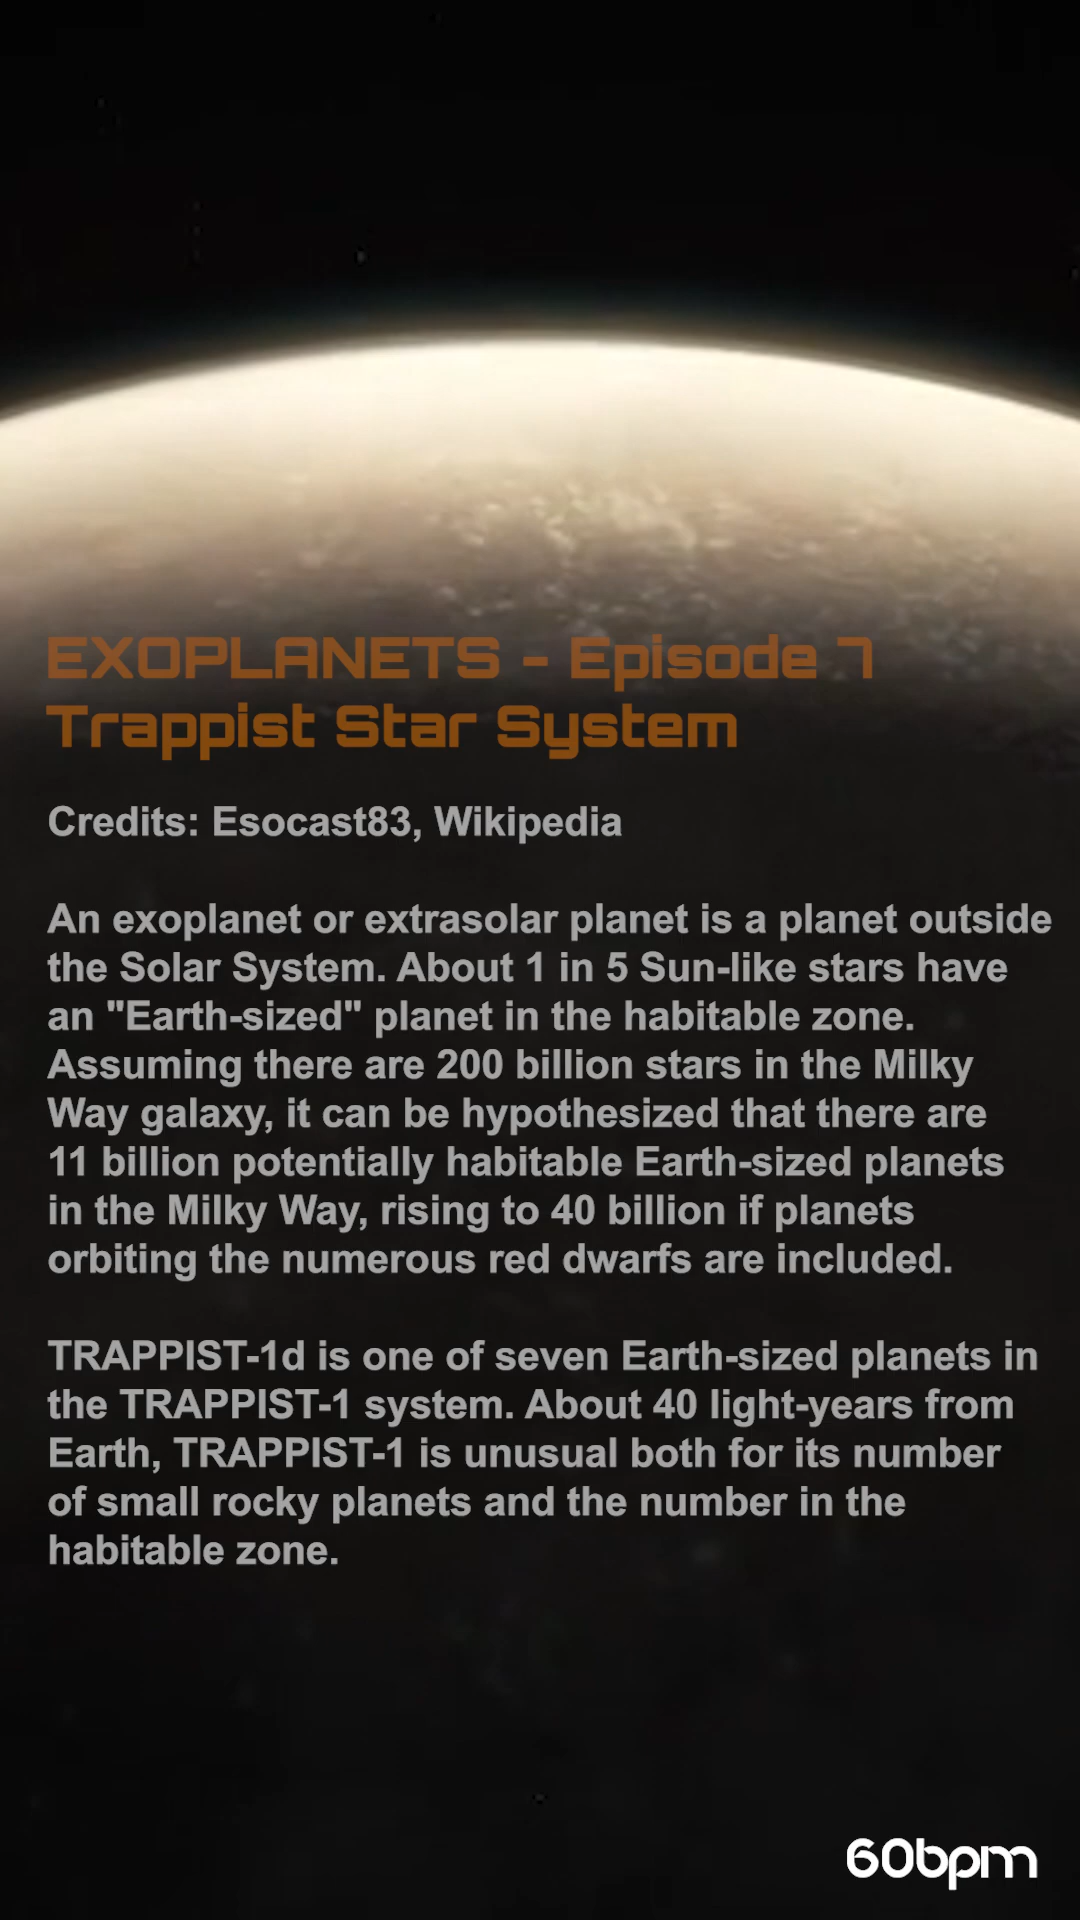 EXOPLANETS - Episode 7
Trappist Star System
Credits: Esocast83, Wikipedia
An exoplanet or extrasolar planet is a planet outside
the Solar System. About 1 in 5 Sun-like stars have
an "Earth-sized" planet in the habitable zone.
Assuming there are 200 billion stars in the Milky
Way galaxy, it can be hypothesized that there are
11 billion potentially habitable Earth-sized planets
in the Milky Way, rising to 40 billion if planets
orbiting the numerous red dwarfs are included.
TRAPPIST-1d is one of seven Earth-sized planets in
the TRAPPIST-1 system. About 40 light-years from
Earth, TRAPPIST-1 is unusual both for its number
of small rocky planets and the number in the
habitable zone.
60bpm